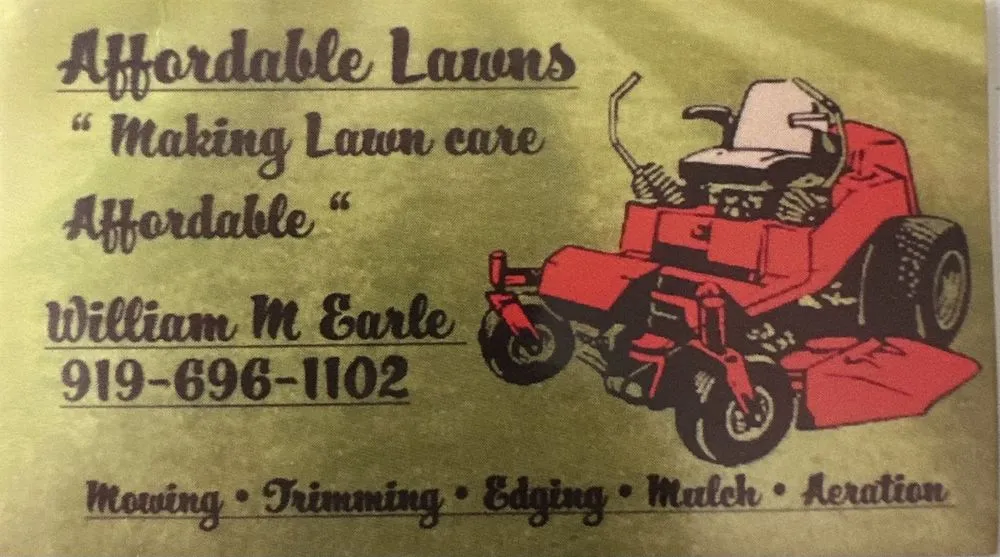 Affordable Lawns
“ Making Lawn care
Affordable “
William M Earle
919-696-1102
Mowing • Trimming • Edging • Mulch • Aeration